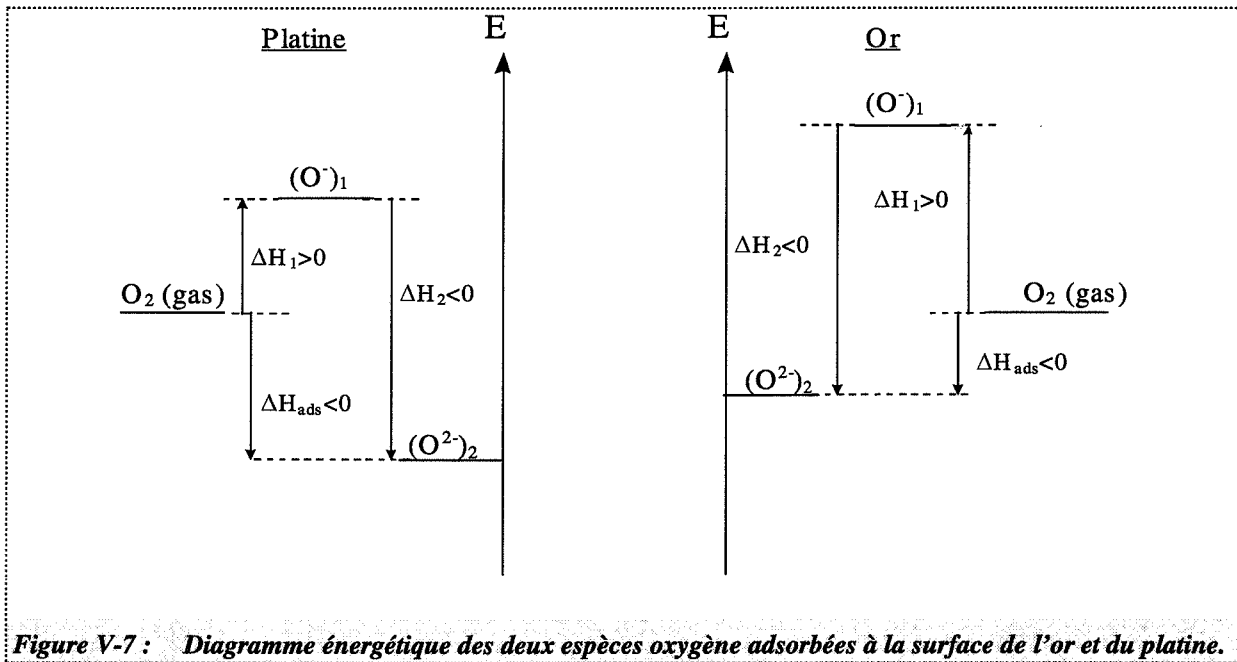 Platine
E
(O⁻)₁
ΔH₁>0
O₂ (gas)
ΔH₂<0
ΔHads<0
(O²⁻)₂
E
Or
(O⁻)₁
ΔH₁>0
ΔH₂<0
O₂ (gas)
ΔHads<0
(O²⁻)₂
Figure V-7 : Diagramme énergétique des deux espèces oxygène adsorbées à la surface de l'or et du platine.